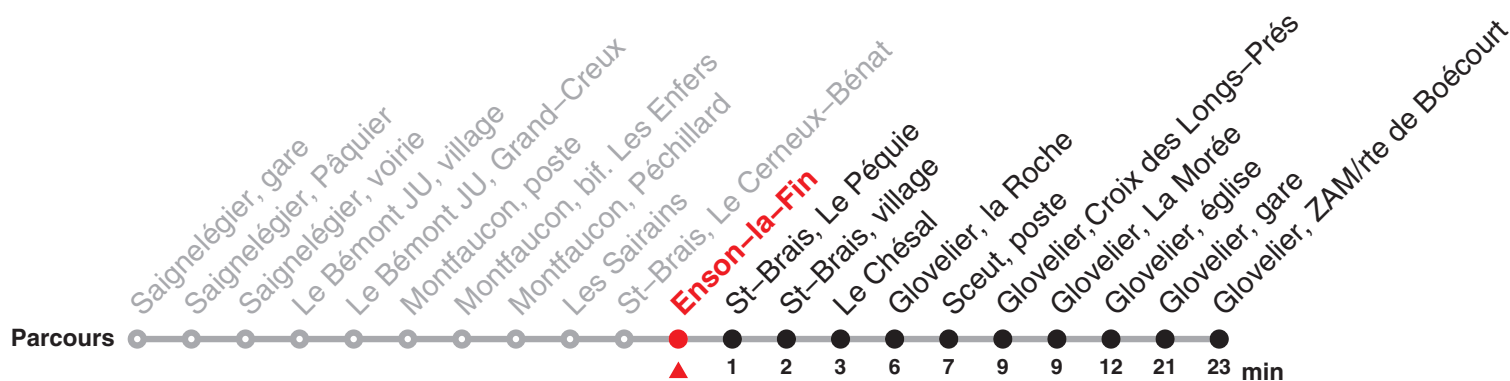 Saignelégier, gare
Saignelégier, Pâquier
Saignelégier, voirie
Le Bémont JU, village
Le Bémont JU, Grand–Creux
Montfaucon, poste
Montfaucon, bif. Les Enfers
Montfaucon, Péchillard
Les Sairains
St–Brais, Le Cerneux–Bénat
Enson–la–Fin
St–Brais, Le Péquie
St–Brais, village
Le Chésal
Glovelier, la Roche
Sceut, poste
Glovelier,Croix des Longs–Prés
Glovelier, La Morée
Glovelier, église
Glovelier, gare
Glovelier, ZAM/rte de Boécourt
Parcours
1 2 3 6 7 9 9 12 21 23 min